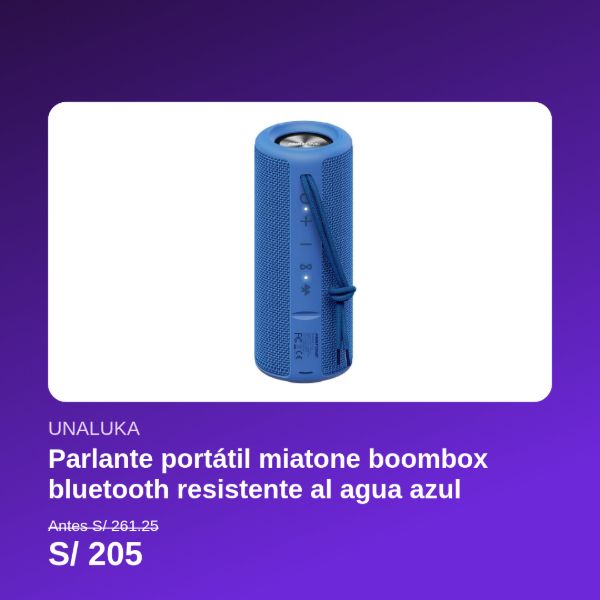 UNALUKA
Parlante portátil miatone boombox
bluetooth resistente al agua azul
Antes S/ 261.25
S/ 205